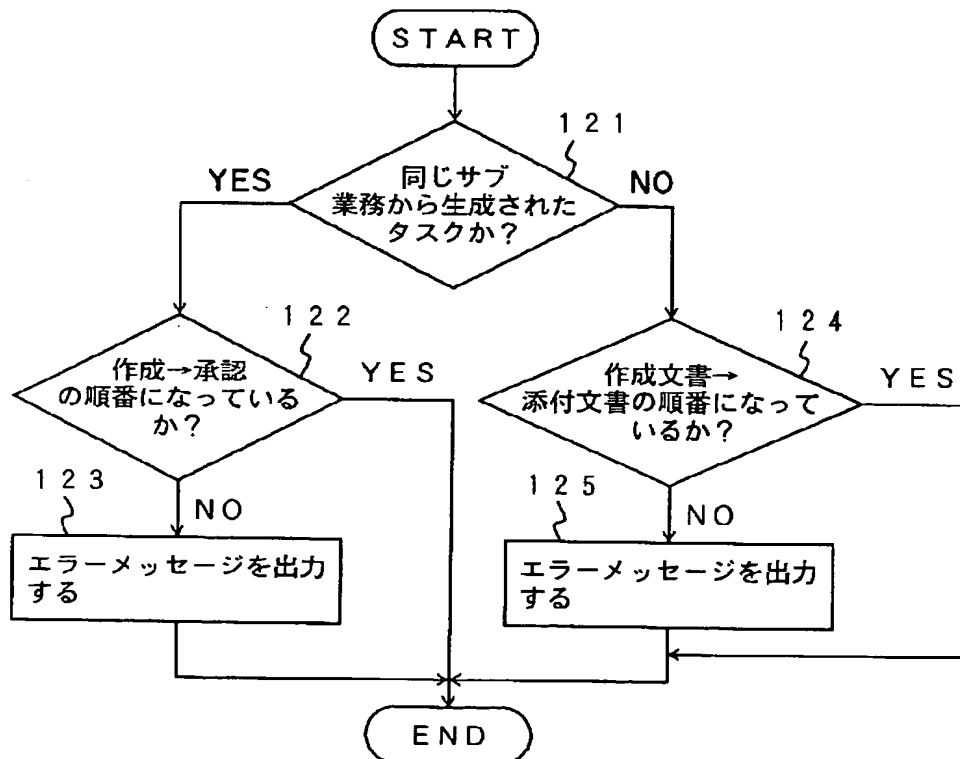 START
121
同じサブ
業務から生成された
タスクか？
YES
NO
122
作成→承認
の順番になっている
か？
YES
124
作成文書→
添付文書の順番になって
いるか？
YES
123
NO
エラーメッセージを出力
する
125
NO
エラーメッセージを出力
する
END